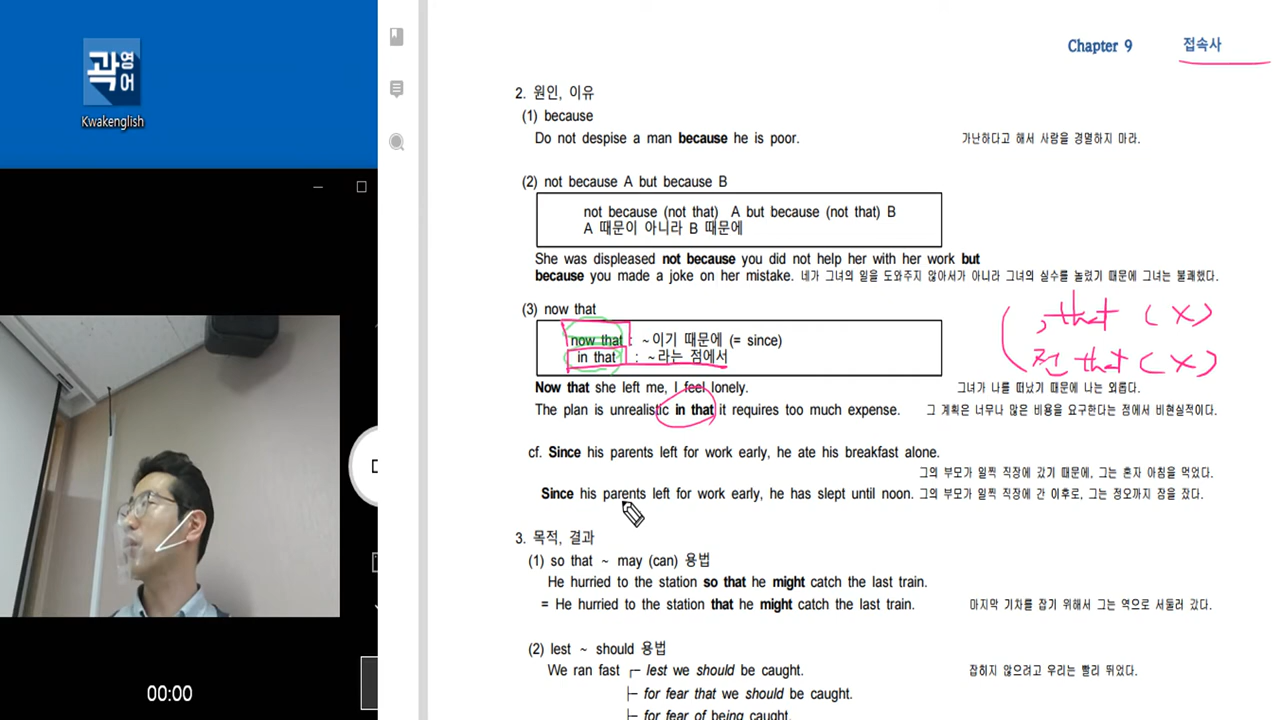 곽영어
Kwakenglish
00:00
Chapter 9 접속사
2. 원인, 이유
(1) because
Do not despise a man because he is poor. 가난하다고 해서 사람을 경멸하지 마라.
(2) not because A but because B
not because (not that) A but because (not that) B
A 때문이 아니라 B 때문에
She was displeased not because you did not help her with her work but
because you made a joke on her mistake. 네가 그녀의 일을 도와주지 않아서가 아니라 그녀의 실수를 놀렸기 때문에 그녀는 불쾌했다.
(3) now that
now that : ~이기 때문에 (= since)
in that : ~라는 점에서
, that (X)
전 that (X)
Now that she left me, I feel lonely. 그녀가 나를 떠났기 때문에 나는 외롭다.
The plan is unrealistic in that it requires too much expense. 그 계획은 너무나 많은 비용을 요구한다는 점에서 비현실적이다.
cf. Since his parents left for work early, he ate his breakfast alone.
그의 부모가 일찍 직장에 갔기 때문에, 그는 혼자 아침을 먹었다.
Since his parents left for work early, he has slept until noon. 그의 부모가 일찍 직장에 간 이후로, 그는 정오까지 잠을 잤다.
3. 목적, 결과
(1) so that ~ may (can) 용법
He hurried to the station so that he might catch the last train.
= He hurried to the station that he might catch the last train. 마지막 기차를 잡기 위해서 그는 역으로 서둘러 갔다.
(2) lest ~ should 용법
We ran fast lest we should be caught. 잡히지 않으려고 우리는 빨리 뛰었다.
for fear that we should be caught.
for fear of being caught.